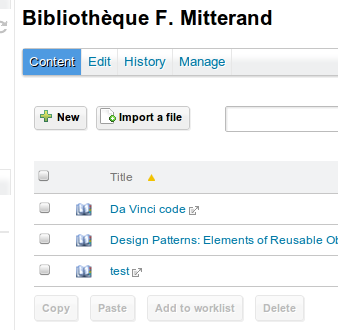 Bibliothèque F. Mitterand
Content Edit History Manage
New Import a file
Title
Da Vinci code
Design Patterns: Elements of Reusable
test
Copy Paste Add to worklist Delete